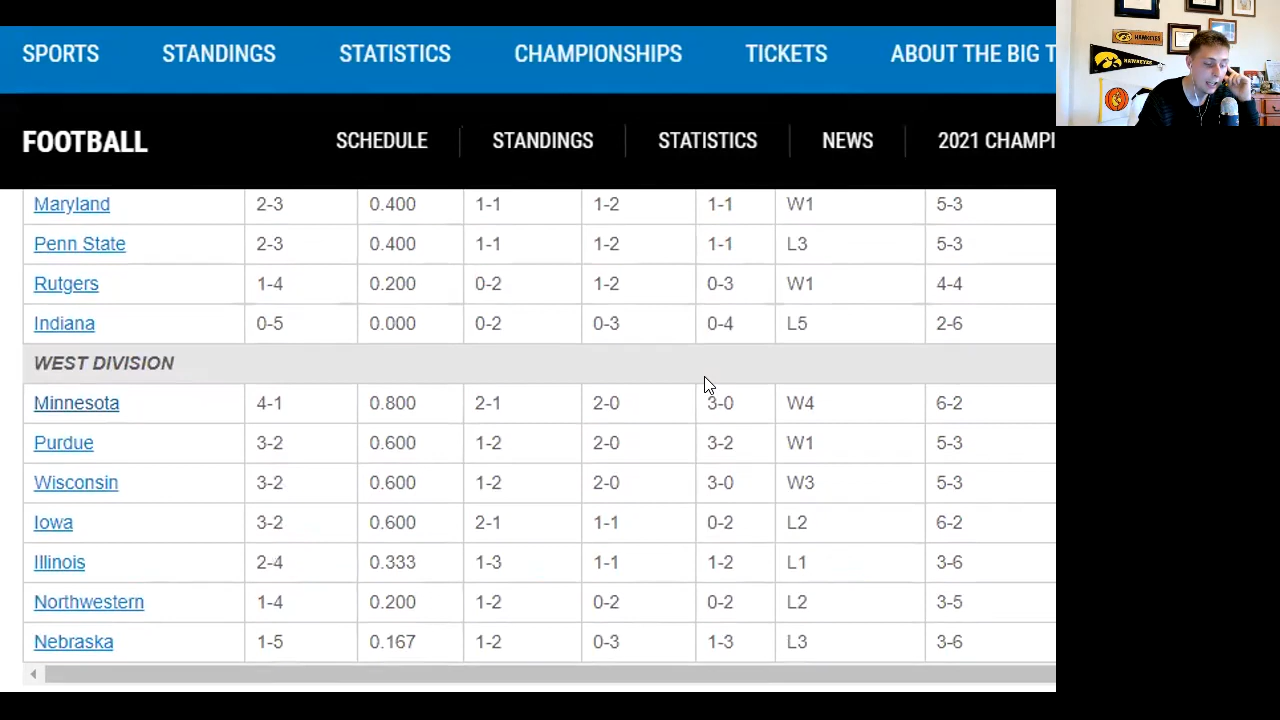 SPORTS STANDINGS STATISTICS CHAMPIONSHIPS TICKETS ABOUT THE BIG T
FOOTBALL SCHEDULE STANDINGS STATISTICS NEWS 2021 CHAMPI
HAWKEYES
HAWKEYES
Maryland 2-3 0.400 1-1 1-2 1-1 W1 5-3
Penn State 2-3 0.400 1-1 1-2 1-1 L3 5-3
Rutgers 1-4 0.200 0-2 1-2 0-3 W1 4-4
Indiana 0-5 0.000 0-2 0-3 0-4 L5 2-6
WEST DIVISION
Minnesota 4-1 0.800 2-1 2-0 3-0 W4 6-2
Purdue 3-2 0.600 1-2 2-0 3-2 W1 5-3
Wisconsin 3-2 0.600 1-2 2-0 3-0 W3 5-3
Iowa 3-2 0.600 2-1 1-1 0-2 L2 6-2
Illinois 2-4 0.333 1-3 1-1 1-2 L1 3-6
Northwestern 1-4 0.200 1-2 0-2 0-2 L2 3-5
Nebraska 1-5 0.167 1-2 0-3 1-3 L3 3-6